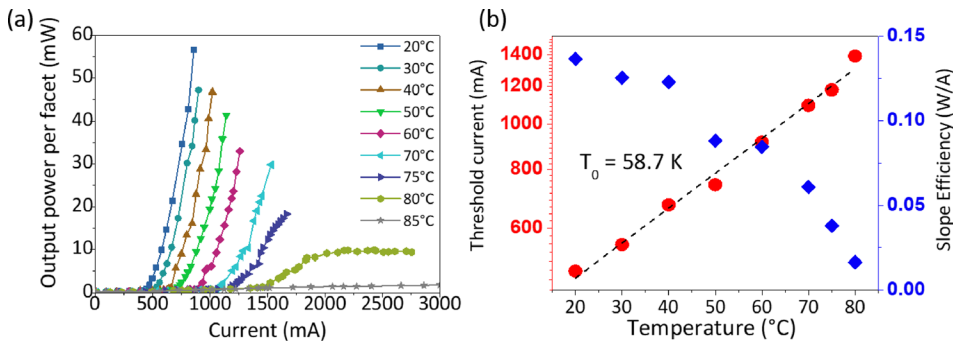 (a)
Output power per facet (mW)
60
50
40
30
20
10
0
0
500
1000
1500
2000
2500
3000
Current (mA)
20°C
30°C
40°C
50°C
60°C
70°C
75°C
80°C
85°C
(b)
Threshold current (mA)
1400
1200
1000
800
600
T0 = 58.7 K
20
30
40
50
60
70
80
Temperature (°C)
0.15
0.10
0.05
0.00
Slope Efficiency (W/A)